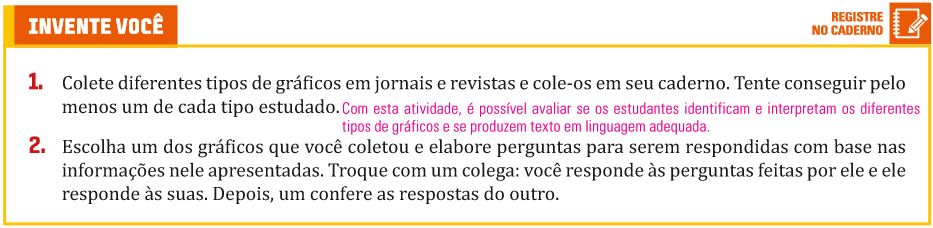 INVENTE VOCÊ
REGISTRE
NO CADERNO
1. Colete diferentes tipos de gráficos em jornais e revistas e cole-os em seu caderno. Tente conseguir pelo
menos um de cada tipo estudado. Com esta atividade, é possível avaliar se os estudantes identificam e interpretam os diferentes
tipos de gráficos e se produzem texto em linguagem adequada.
2. Escolha um dos gráficos que você coletou e elabore perguntas para serem respondidas com base nas
informações nele apresentadas. Troque com um colega: você responde às perguntas feitas por ele e ele
responde às suas. Depois, um confere as respostas do outro.